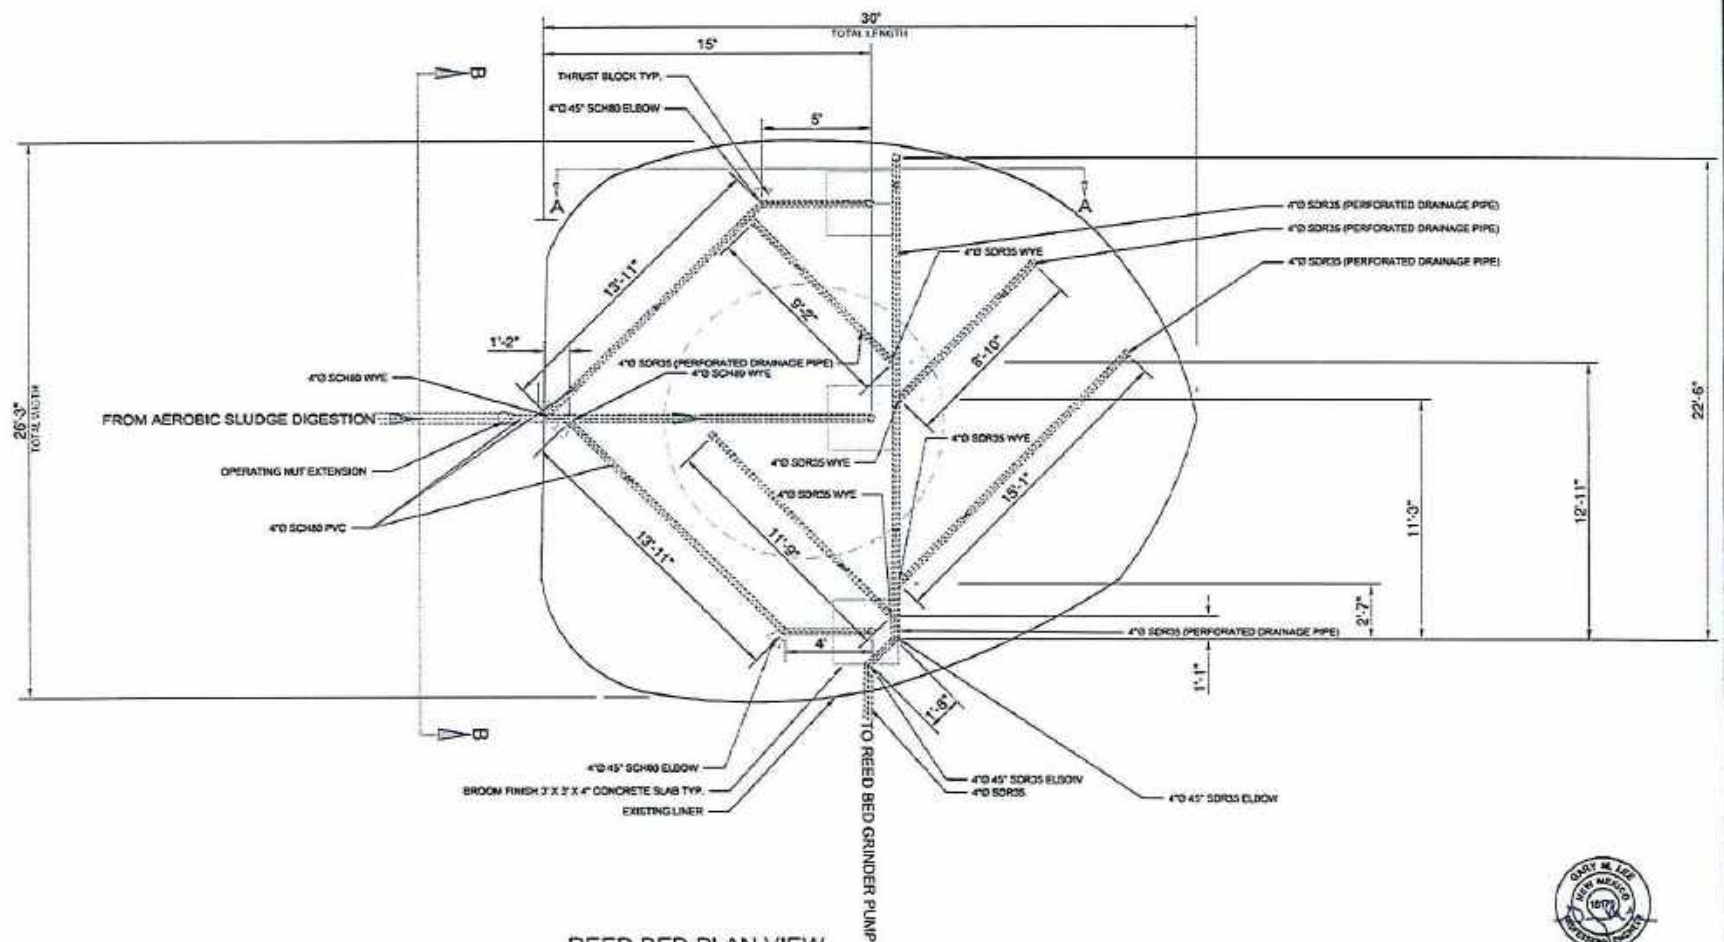 30'
TOTAL LENGTH
15'
B
THRUST BLOCK TYP.
4"Ø 45° SCH80 ELBOW
5'
A
A
4"Ø SDR35 (PERFORATED DRAINAGE PIPE)
4"Ø SDR35 (PERFORATED DRAINAGE PIPE)
4"Ø SDR35 WYE
4"Ø SDR35 (PERFORATED DRAINAGE PIPE)
13'-11"
9'-2"
8'-10"
1'-2"
4"Ø SDR35 (PERFORATED DRAINAGE PIPE)
4"Ø SCH80 WYE
4"Ø SCH80 WYE
26'-3"
TOTAL WIDTH
22'-6"
FROM AEROBIC SLUDGE DIGESTION
4"Ø SDR35 WYE
4"Ø SDR35 WYE
OPERATING NUT EXTENSION
4"Ø SDR35 WYE
15'-1"
11'-3"
12'-11"
4"Ø SCH80 PVC
13'-11"
11'-9"
2'-7"
4"Ø SDR35 (PERFORATED DRAINAGE PIPE)
4'
1'-1"
1'-8"
B
TO REED BED GRINDER PUMP
4"Ø 45° SCH80 ELBOW
4"Ø 45° SDR35 ELBOW
BROOM FINISH 3' X 3' X 4" CONCRETE SLAB TYP.
4"Ø SDR35
4"Ø 45° SDR35 ELBOW
EXISTING LINER
GARY M. LEE
NEW MEXICO
PROFESSIONAL ENGINEER
REED BED PLAN VIEW